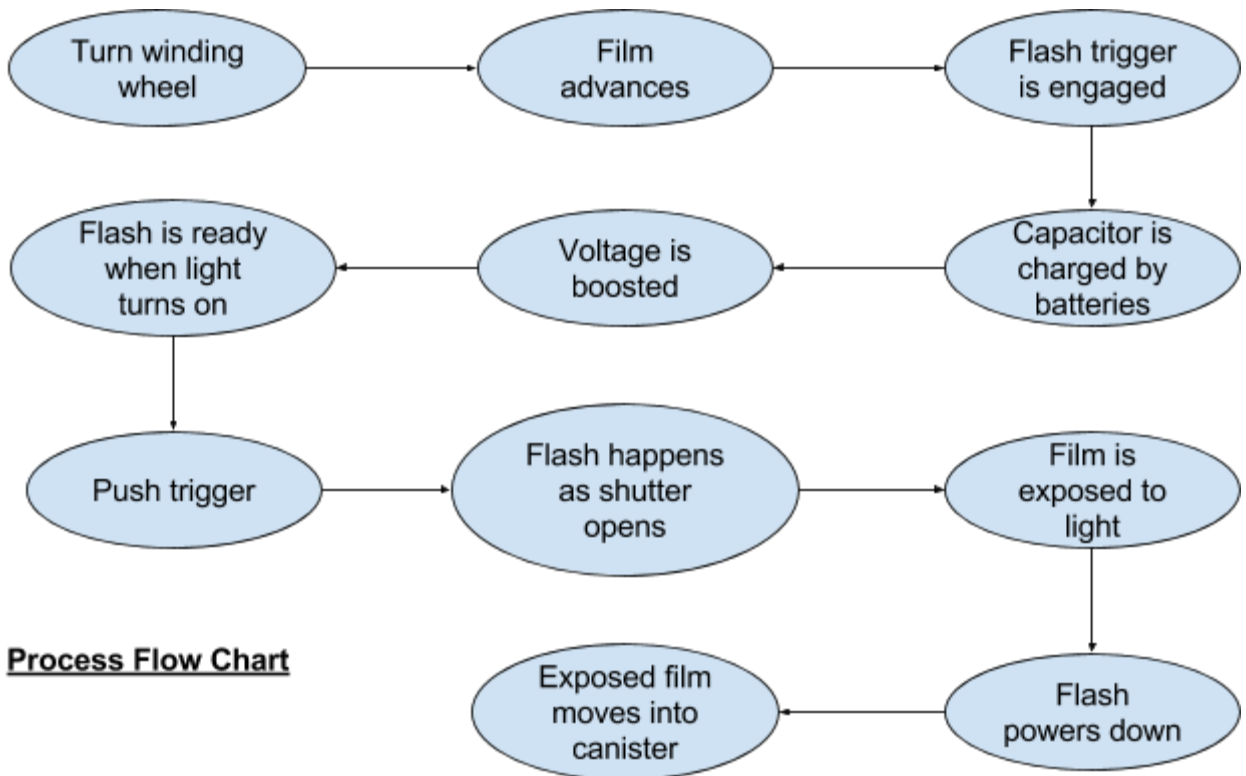 Turn winding
wheel
Film
advances
Flash trigger
is engaged
Capacitor is
charged by
batteries
Voltage is
boosted
Flash is ready
when light
turns on
Push trigger
Flash happens
as shutter
opens
Film is
exposed to
light
Flash
powers down
Exposed film
moves into
canister
Process Flow Chart